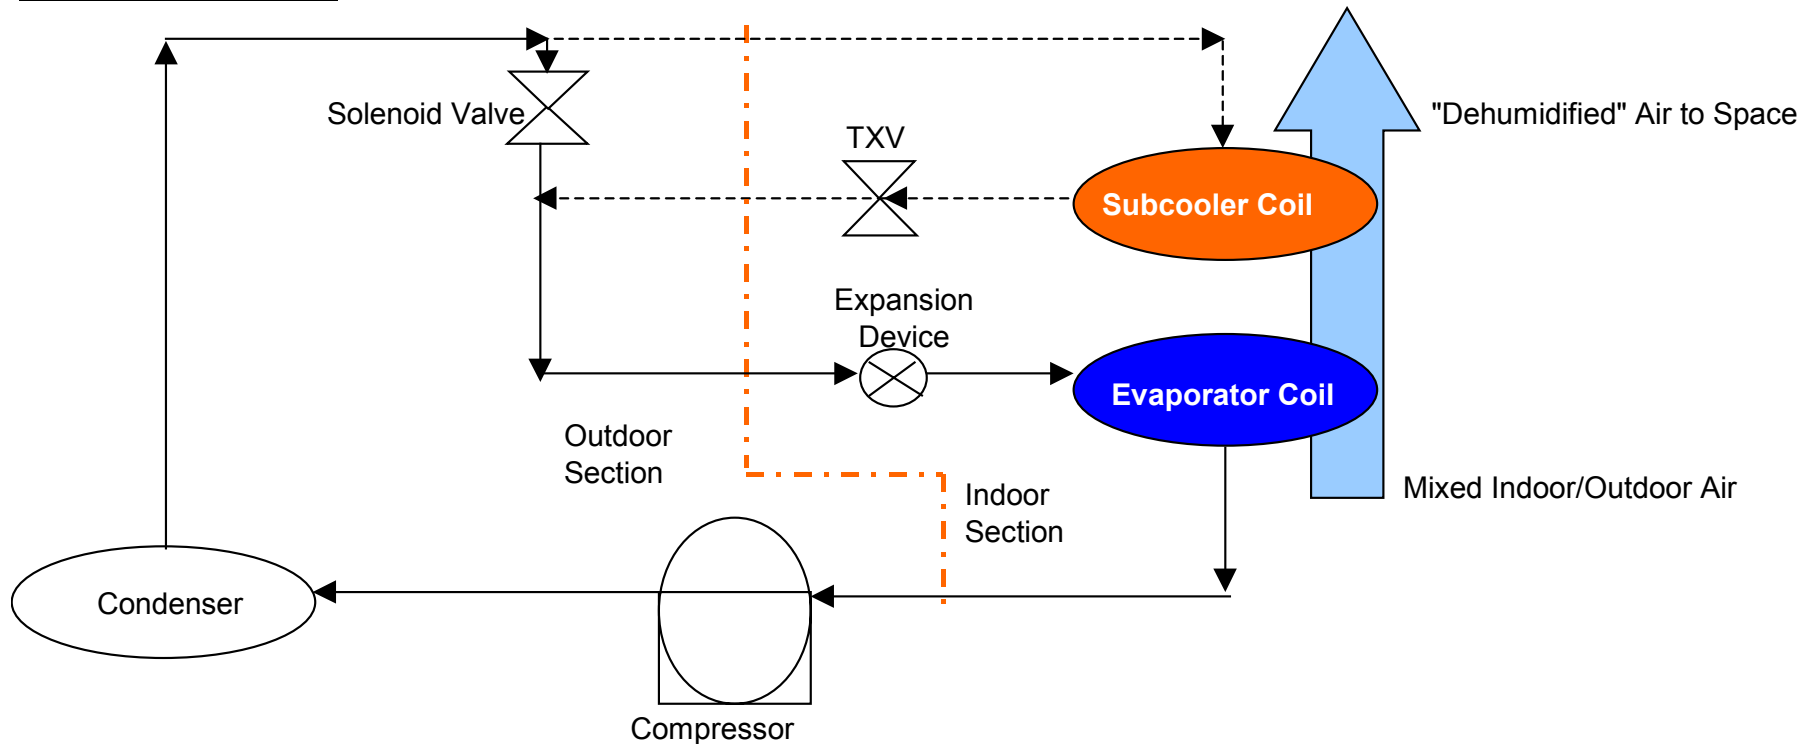 Solenoid Valve
"Dehumidified" Air to Space
TXV
Subcooler Coil
Expansion
Device
Evaporator Coil
Outdoor
Section
Indoor
Section
Mixed Indoor/Outdoor Air
Condenser
Compressor